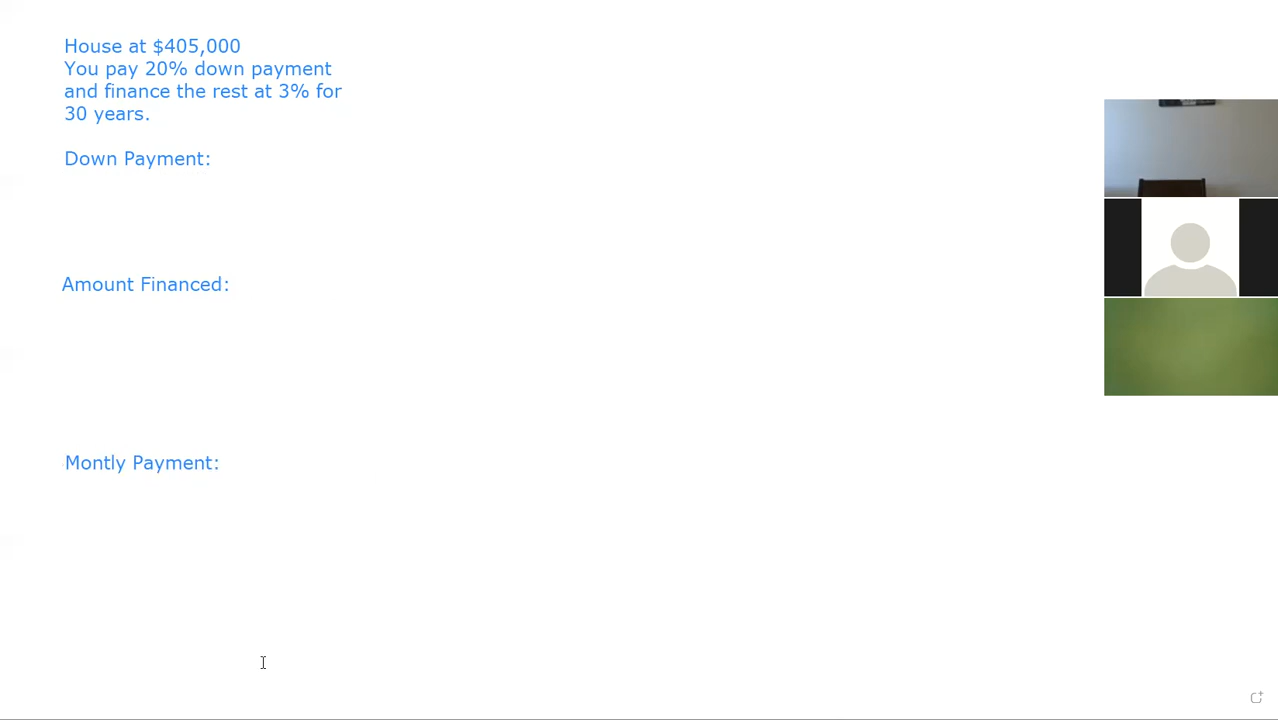 House at $405,000
You pay 20% down payment
and finance the rest at 3% for
30 years.
Down Payment:
Amount Financed:
Montly Payment: